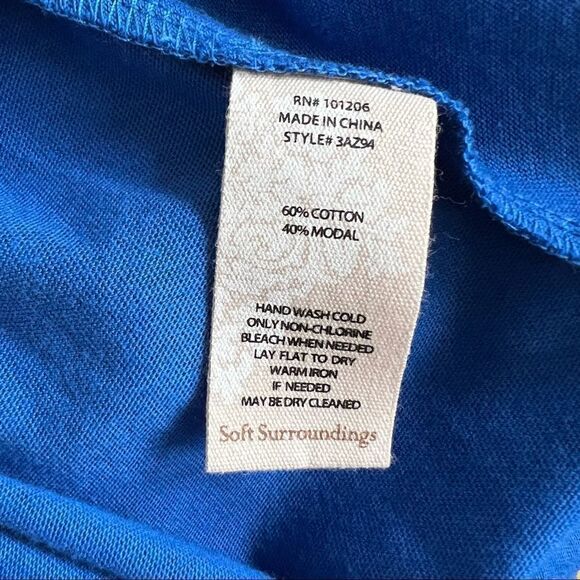 RN# 101206
MADE IN CHINA
STYLE# 3AZ94
60% COTTON
40% MODAL
HAND WASH COLD
ONLY NON-CHLORINE
BLEACH WHEN NEEDED
LAY FLAT TO DRY
WARM IRON
IF NEEDED
MAY BE DRY CLEANED
Soft Surroundings